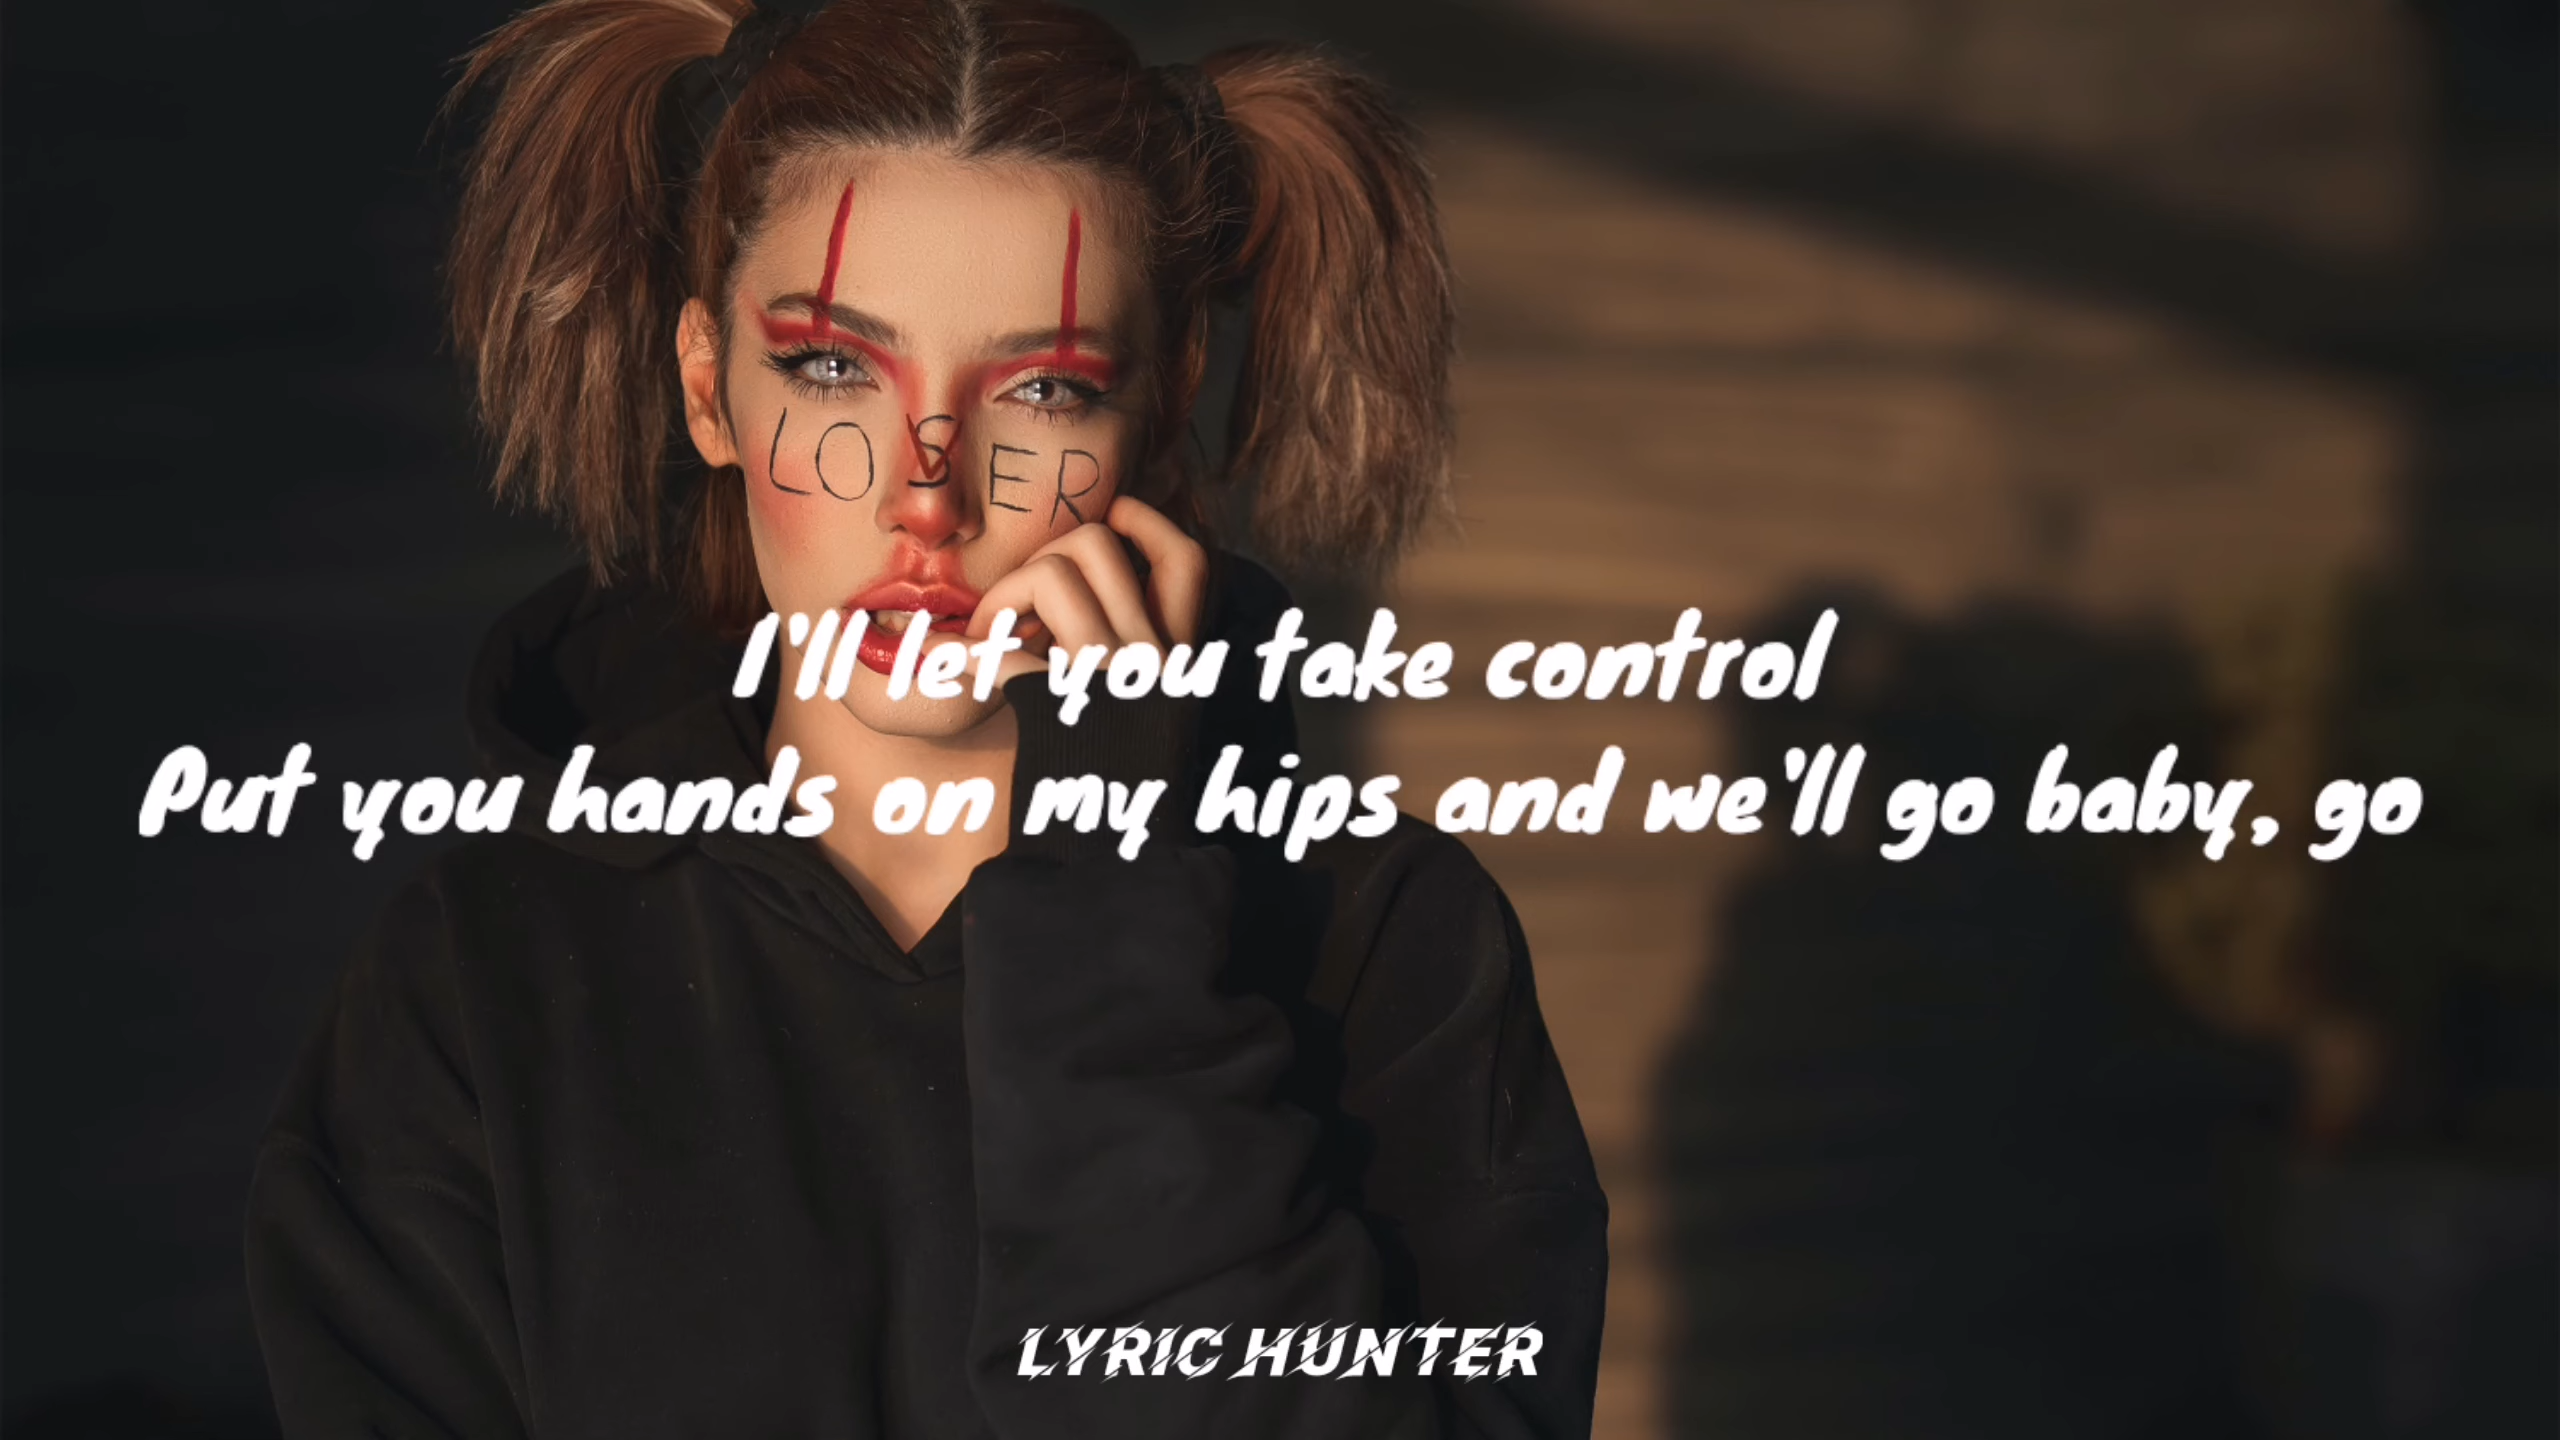 LOSER
V
I'll let you take control
Put you hands on my hips and we'll go baby, go
LYRIC HUNTER